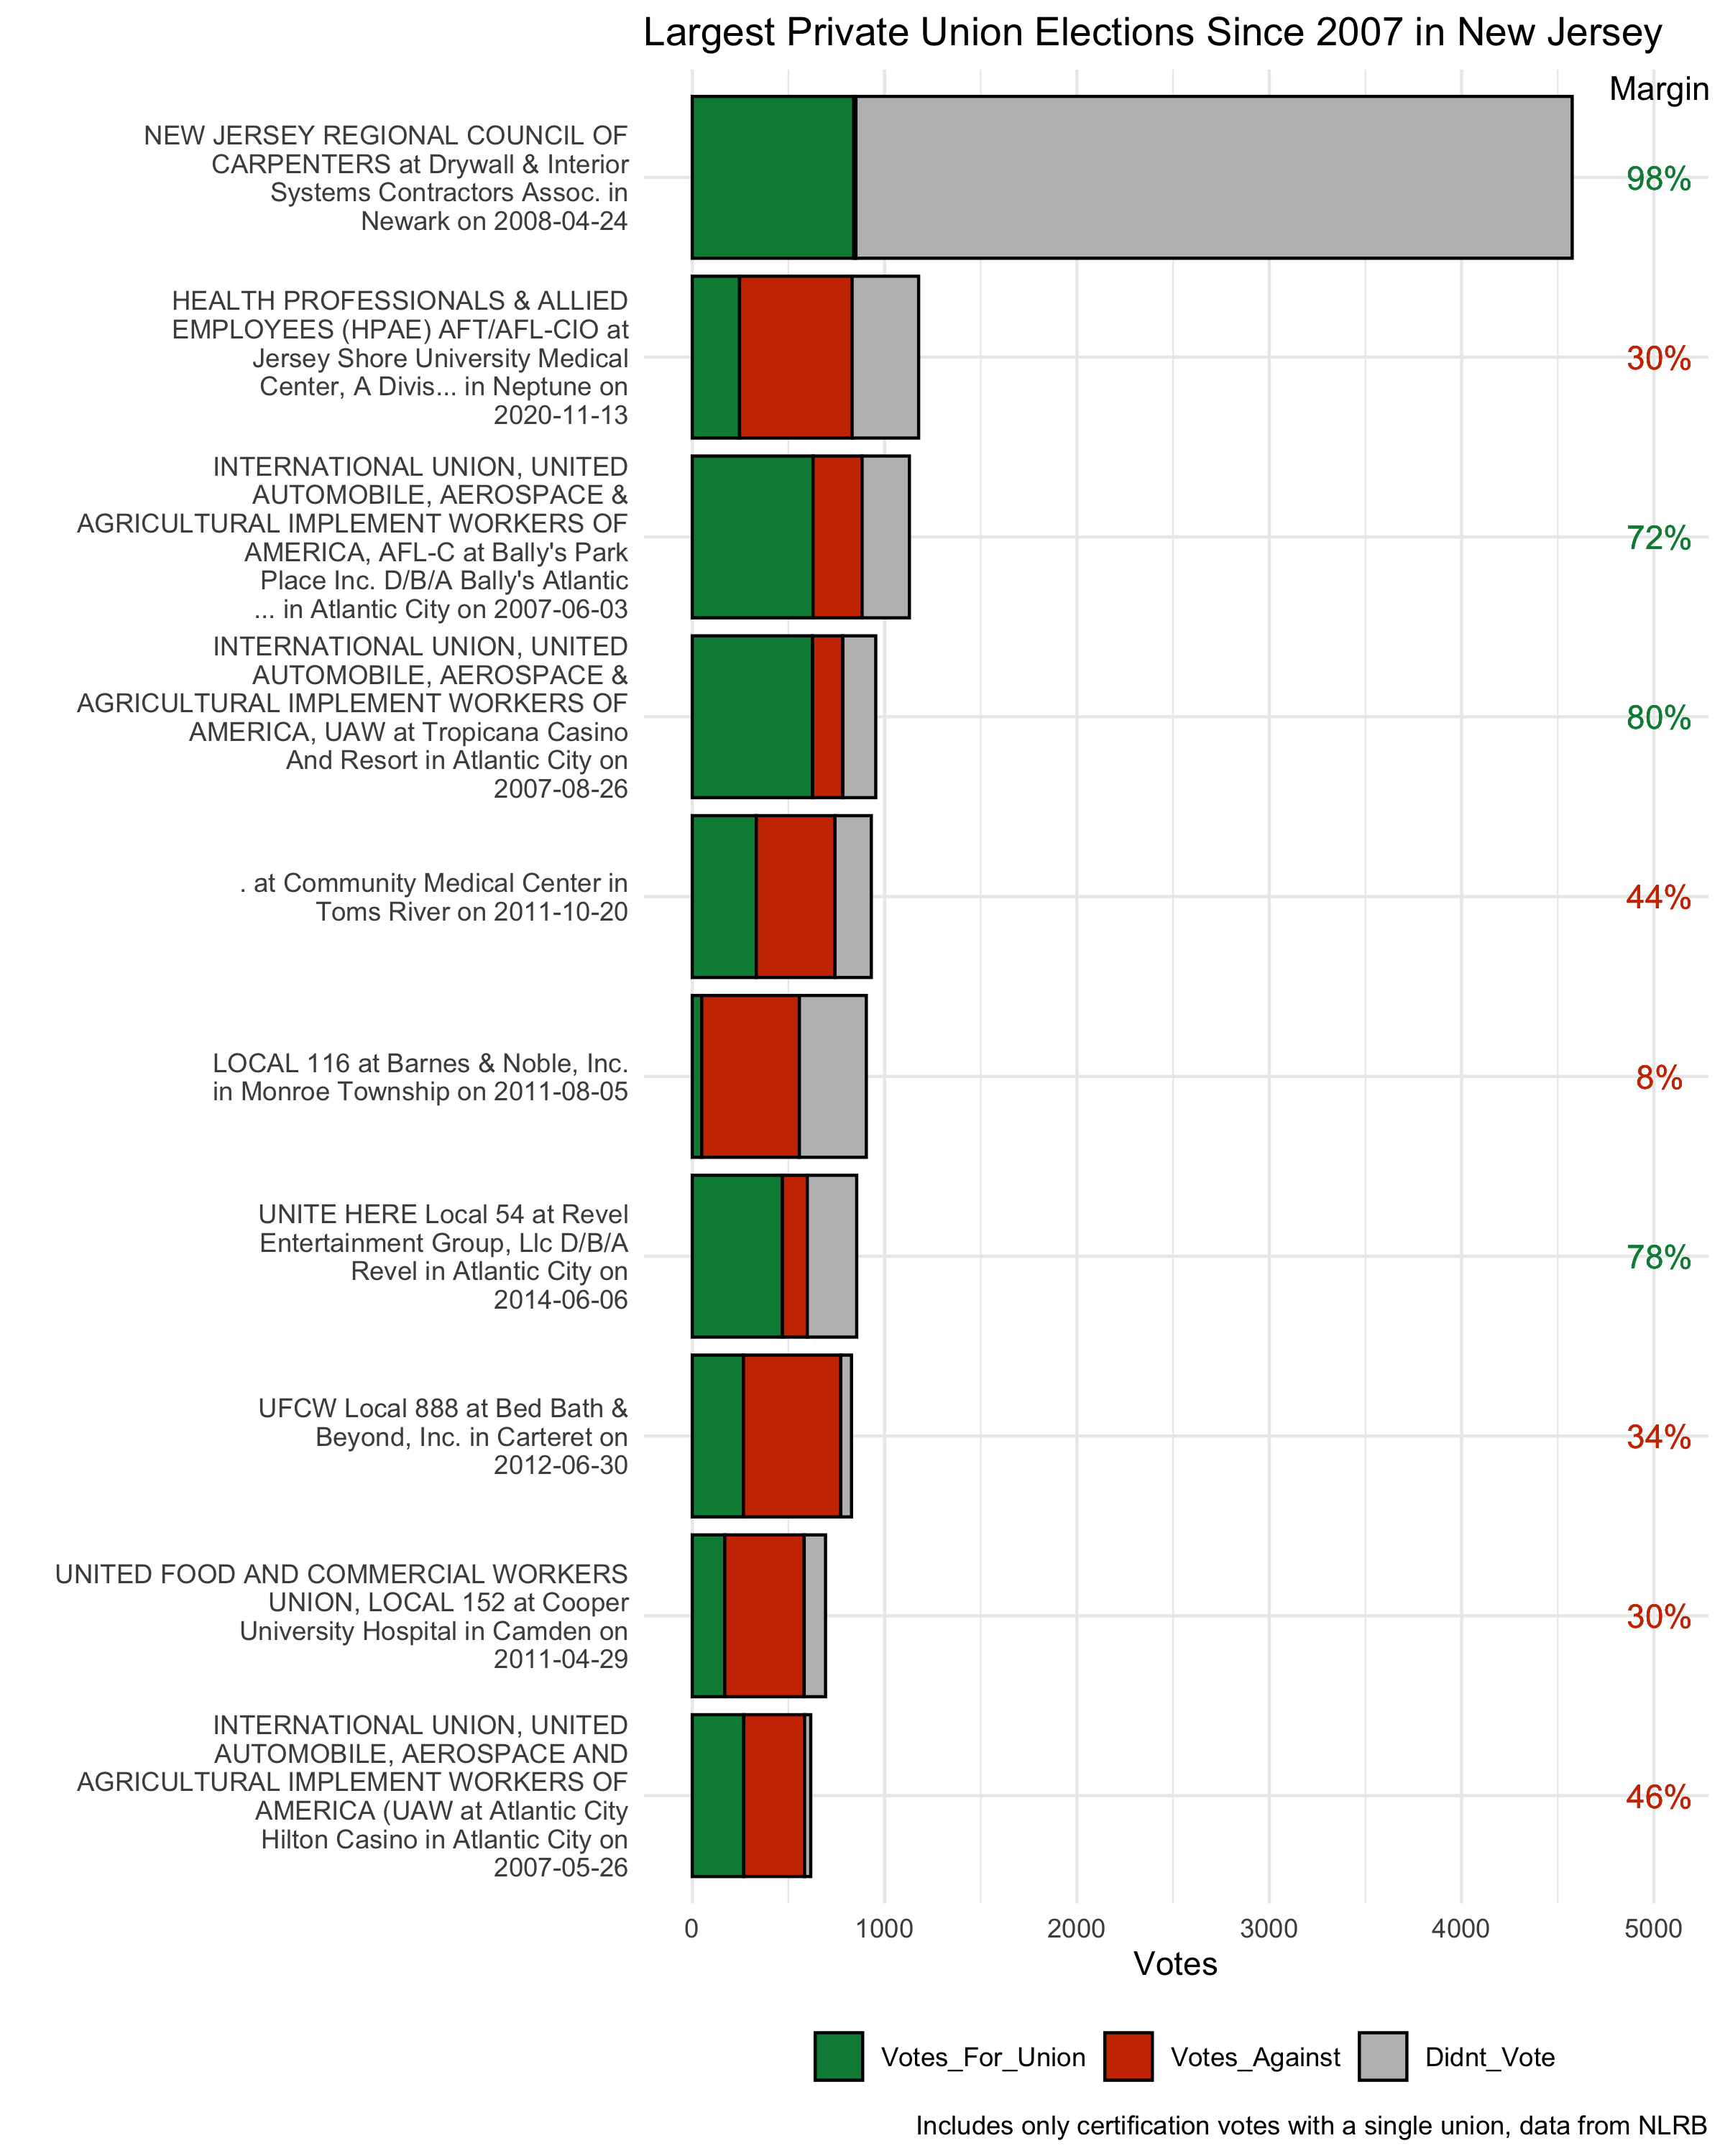 Largest Private Union Elections Since 2007 in New Jersey
Margin
NEW JERSEY REGIONAL COUNCIL OF
CARPENTERS at Drywall & Interior
Systems Contractors Assoc. in
Newark on 2008-04-24
98%
HEALTH PROFESSIONALS & ALLIED
EMPLOYEES (HPAE) AFT/AFL-CIO at
Jersey Shore University Medical
Center, A Divis... in Neptune on
2020-11-13
30%
INTERNATIONAL UNION, UNITED
AUTOMOBILE, AEROSPACE &
AGRICULTURAL IMPLEMENT WORKERS OF
AMERICA, AFL-C at Bally's Park
Place Inc. D/B/A Bally's Atlantic
... in Atlantic City on 2007-06-03
72%
INTERNATIONAL UNION, UNITED
AUTOMOBILE, AEROSPACE &
AGRICULTURAL IMPLEMENT WORKERS OF
AMERICA, UAW at Tropicana Casino
And Resort in Atlantic City on
2007-08-26
80%
. at Community Medical Center in
Toms River on 2011-10-20
44%
LOCAL 116 at Barnes & Noble, Inc.
in Monroe Township on 2011-08-05
8%
UNITE HERE Local 54 at Revel
Entertainment Group, Llc D/B/A
Revel in Atlantic City on
2014-06-06
78%
UFCW Local 888 at Bed Bath &
Beyond, Inc. in Carteret on
2012-06-30
34%
UNITED FOOD AND COMMERCIAL WORKERS
UNION, LOCAL 152 at Cooper
University Hospital in Camden on
2011-04-29
30%
INTERNATIONAL UNION, UNITED
AUTOMOBILE, AEROSPACE AND
AGRICULTURAL IMPLEMENT WORKERS OF
AMERICA (UAW at Atlantic City
Hilton Casino in Atlantic City on
2007-05-26
46%
0 1000 2000 3000 4000 5000
Votes
Votes_For_Union Votes_Against Didnt_Vote
Includes only certification votes with a single union, data from NLRB